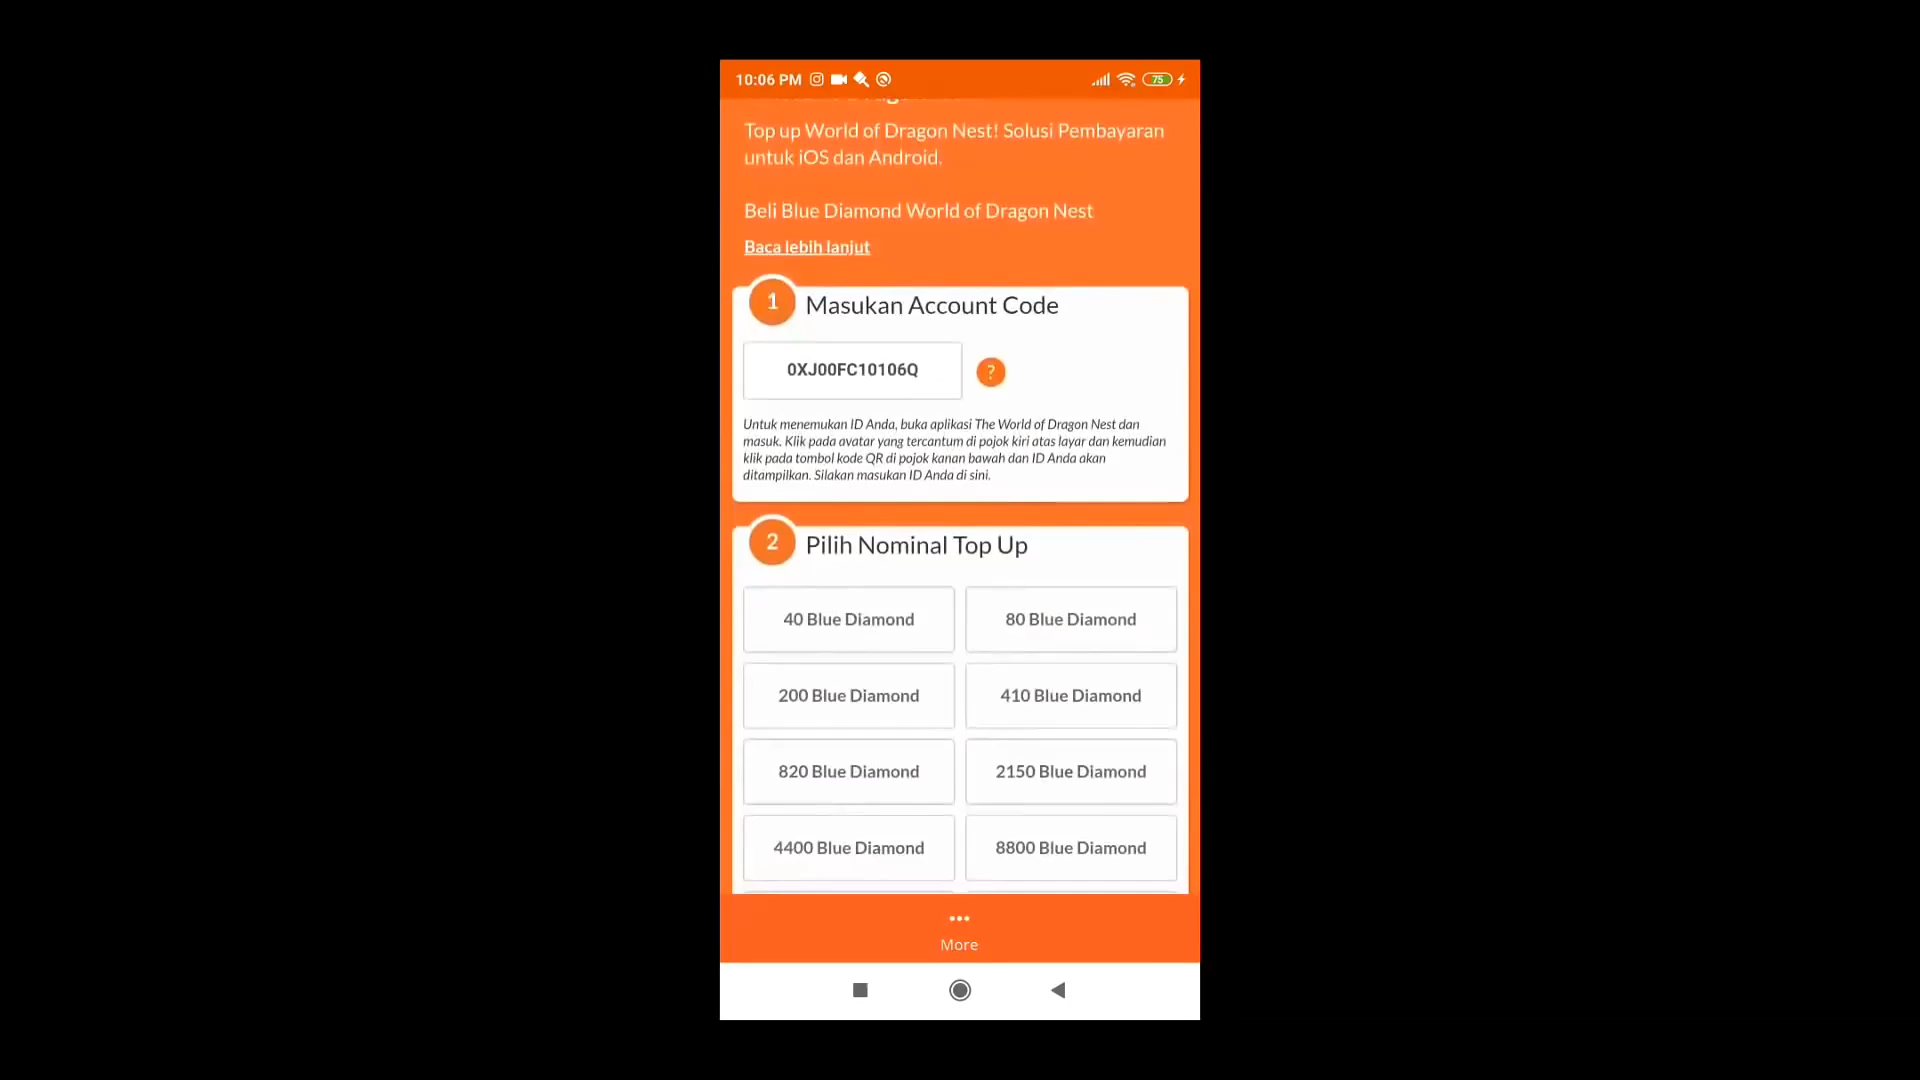 10:06 PM
75
Top up World of Dragon Nest! Solusi Pembayaran
untuk iOS dan Android.
Beli Blue Diamond World of Dragon Nest
Baca lebih lanjut
1 Masukan Account Code
0XJ00FC10106Q
?
Untuk menemukan ID Anda, buka aplikasi The World of Dragon Nest dan
masuk. Klik pada avatar yang tercantum di pojok kiri atas layar dan kemudian
klik pada tombol kode QR di pojok kanan bawah dan ID Anda akan
ditampilkan. Silakan masukan ID Anda di sini.
2 Pilih Nominal Top Up
40 Blue Diamond
80 Blue Diamond
200 Blue Diamond
410 Blue Diamond
820 Blue Diamond
2150 Blue Diamond
4400 Blue Diamond
8800 Blue Diamond
More